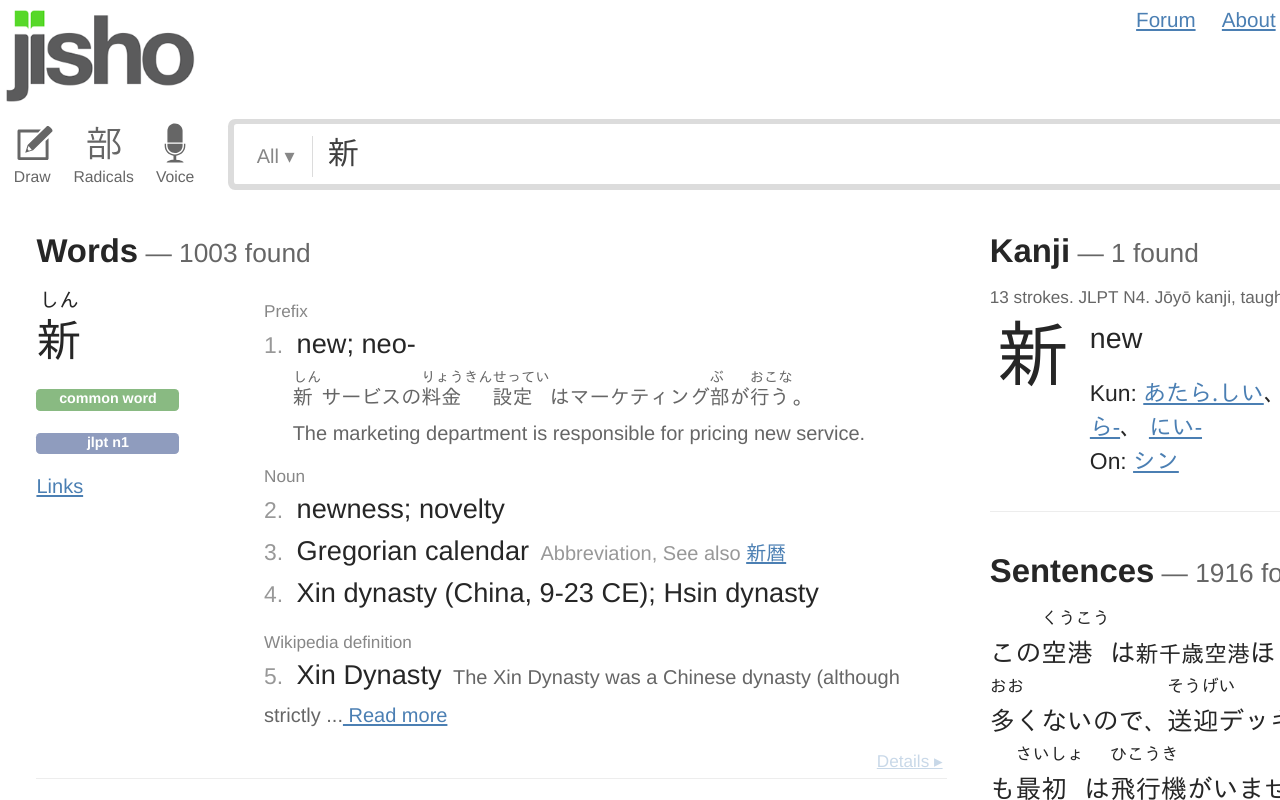 jisho
Forum About
Draw 部 Radicals Voice
All ▾ 新
Words — 1003 found
しん
新
common word
jlpt n1
Links
Prefix
1. new; neo-
しん りょうきんせってい ぶ おこな
新サービスの料金設定はマーケティング部が行う。
The marketing department is responsible for pricing new service.
Noun
2. newness; novelty
3. Gregorian calendar Abbreviation, See also 新暦
4. Xin dynasty (China, 9-23 CE); Hsin dynasty
Wikipedia definition
5. Xin Dynasty The Xin Dynasty was a Chinese dynasty (although
strictly ... Read more
Details ▸
Kanji — 1 found
13 strokes. JLPT N4. Jōyō kanji, taugh
新
new
Kun: あたら.しい、
ら-、 にい-
On: シン
Sentences — 1916 fo
くうこう
この空港は新千歳空港ほ
おお そうげい
多くないので、送迎デッキ
さいしょ ひこうき
も最初は飛行機がいませ